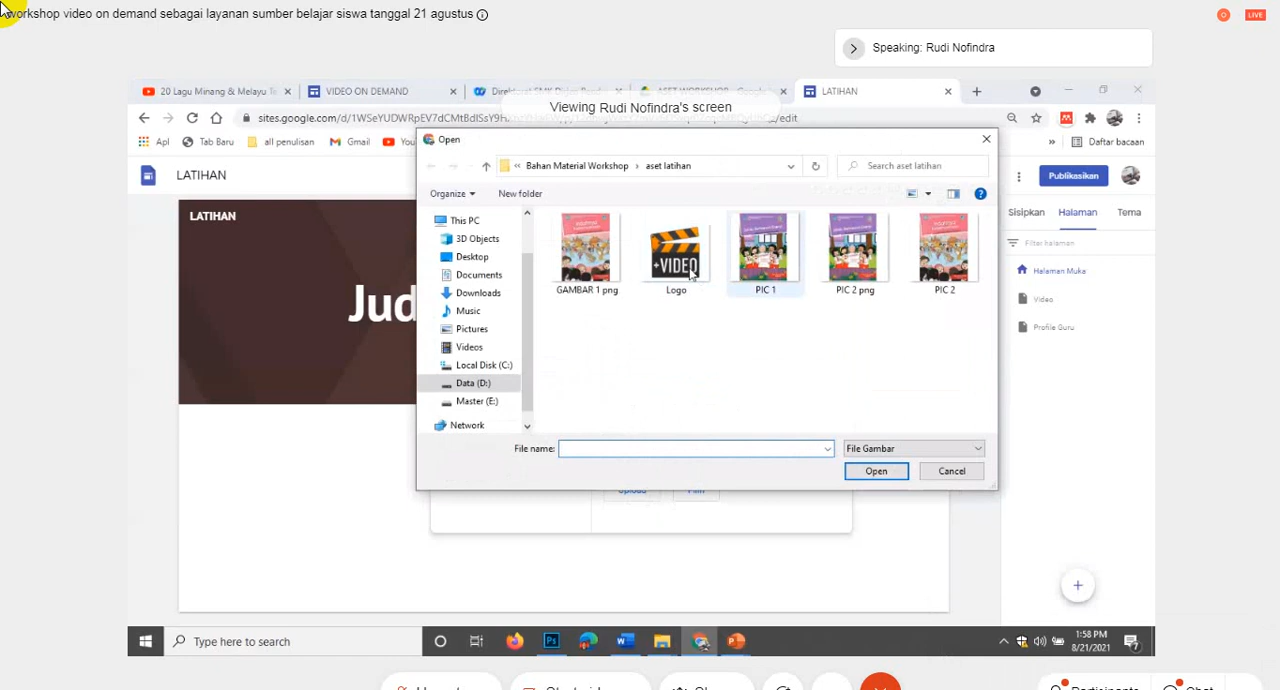 workshop video on demand sebagai layanan sumber belajar siswa tanggal 21 agustus
LIVE
Speaking: Rudi Nofindra
20 Lagu Minang & Melayu
VIDEO ON DEMAND
LATIHAN
Viewing Rudi Nofindra's screen
sites.google.com/d/
/edit
Apl
Tab Baru
all penulisan
Gmail
Daftar bacaan
Open
Bahan Material Workshop
aset latihan
Search aset latihan
LATIHAN
Publikasikan
Organize
New folder
LATIHAN
Jud
This PC
3D Objects
Desktop
Documents
Downloads
Music
Pictures
Videos
Local Disk (C:)
Data (D:)
Master (E:)
Network
+VIDEO
GAMBAR 1 png
Logo
PIC 1
PIC 2 png
PIC 2
Sisipkan
Halaman
Tema
Filter halaman
Halaman Muka
Video
Profile Guru
File name:
File Gambar
Open
Cancel
Type here to search
1:58 PM
8/21/2021